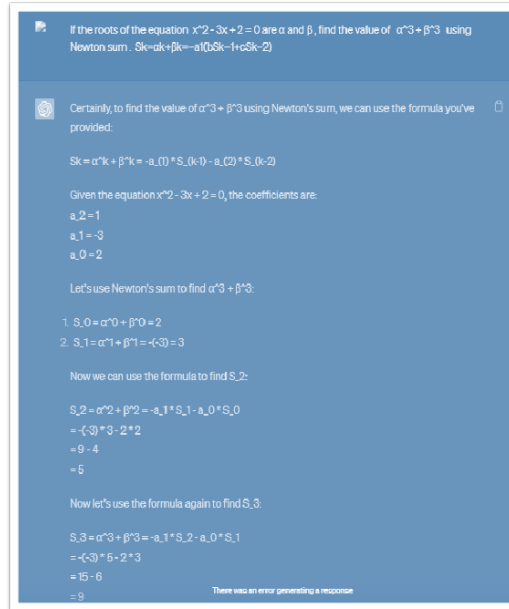 If the roots of the equation x^2 - 3x + 2 = 0 are α and β, find the value of α^3 + β^3 using
Newton sum. Sk=αk+βk=−a1(bSk−1+cSk−2)
Certainly, to find the value of α^3 + β^3 using Newton's sum, we can use the formula you've
provided:
Sk = α^k + β^k = -a_(1) * S_(k-1) - a_(2) * S_(k-2)
Given the equation x^2 - 3x + 2 = 0, the coefficients are:
a_2 = 1
a_1 = -3
a_0 = 2
Let's use Newton's sum to find α^3 + β^3:
1. S_0 = α^0 + β^0 = 2
2. S_1 = α^1 + β^1 = -(-3) = 3
Now we can use the formula to find S_2:
S_2 = α^2 + β^2 = -a_1 * S_1 - a_0 * S_0
= -(-3) * 3 - 2 * 2
= 9 - 4
= 5
Now let's use the formula again to find S_3:
S_3 = α^3 + β^3 = -a_1 * S_2 - a_0 * S_1
= -(-3) * 5 - 2 * 3
= 15 - 6
= 9
There was an error generating a response